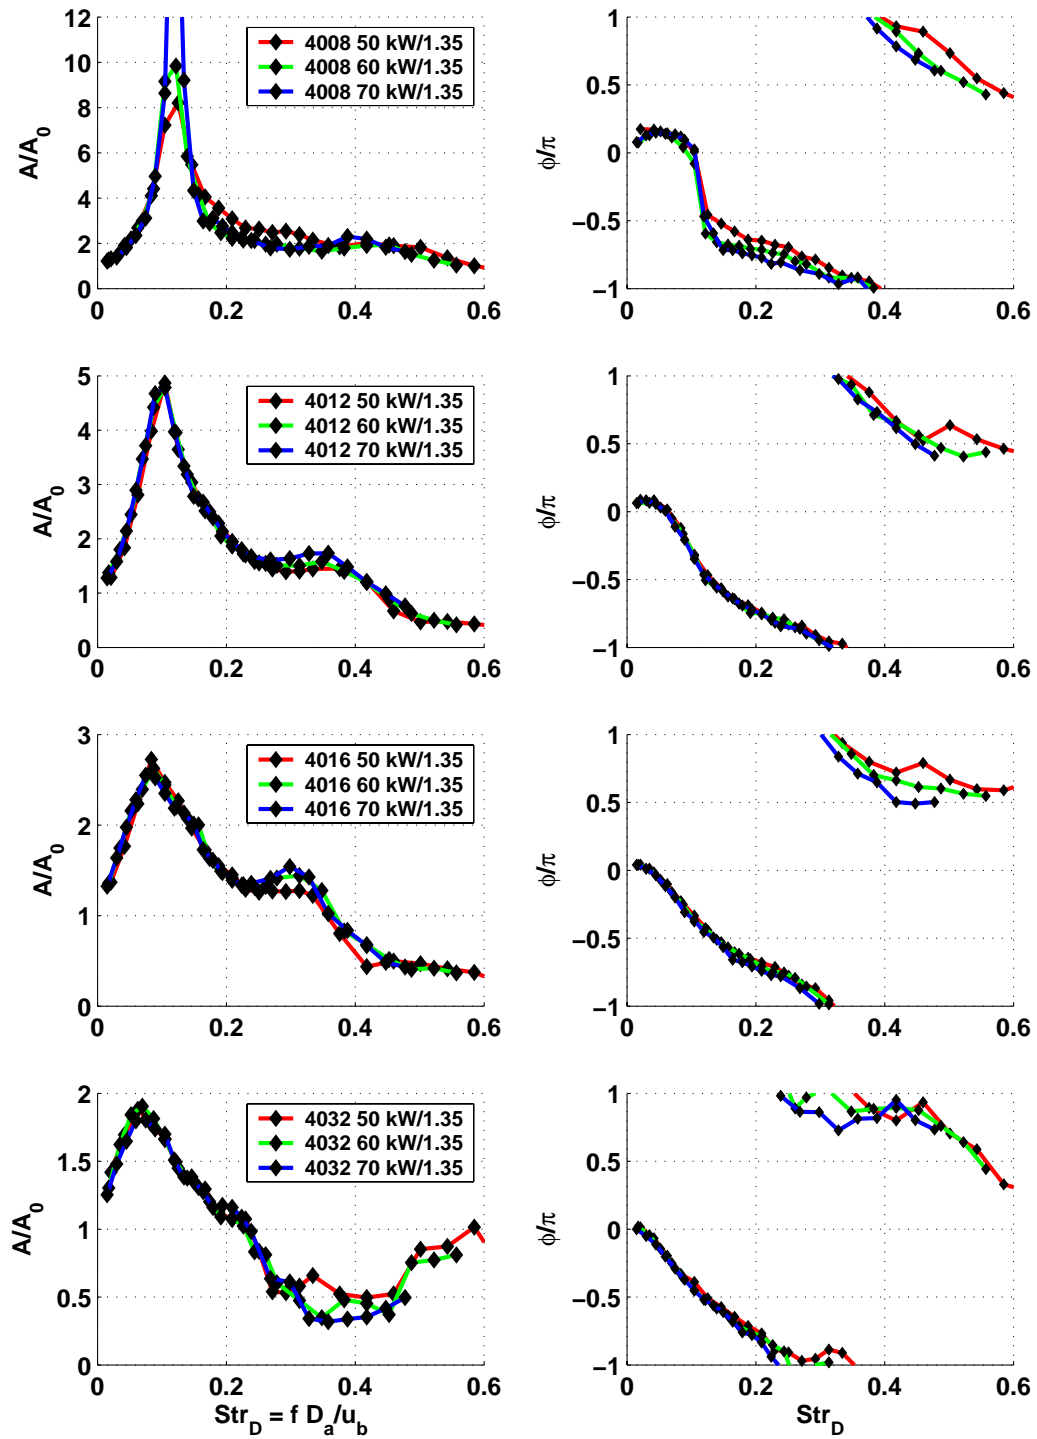 12
10
8
6
4
2
0
A/A0
4008 50 kW/1.35
4008 60 kW/1.35
4008 70 kW/1.35
0 0.2 0.4 0.6
1
0.5
0
−0.5
−1
ϕ/π
0 0.2 0.4 0.6
5
4
3
2
1
0
A/A0
4012 50 kW/1.35
4012 60 kW/1.35
4012 70 kW/1.35
0 0.2 0.4 0.6
1
0.5
0
−0.5
−1
ϕ/π
0 0.2 0.4 0.6
3
2
1
0
A/A0
4016 50 kW/1.35
4016 60 kW/1.35
4016 70 kW/1.35
0 0.2 0.4 0.6
1
0.5
0
−0.5
−1
ϕ/π
0 0.2 0.4 0.6
2
1.5
1
0.5
0
A/A0
4032 50 kW/1.35
4032 60 kW/1.35
4032 70 kW/1.35
0 0.2 0.4 0.6
StrD = f Da/ub
1
0.5
0
−0.5
−1
ϕ/π
0 0.2 0.4 0.6
StrD